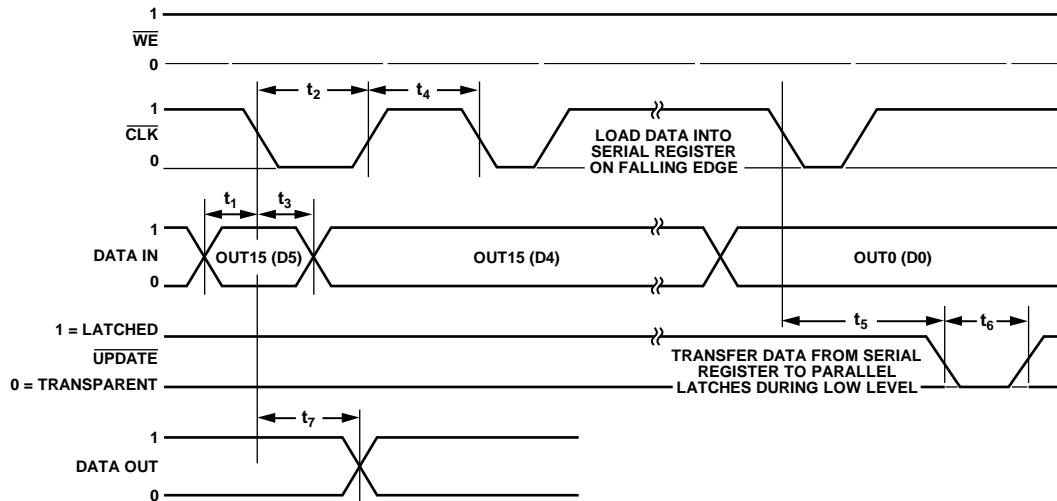 1
WE
0
t2
t4
1
CLK
0
LOAD DATA INTO
SERIAL REGISTER
ON FALLING EDGE
t1
t3
1
DATA IN
0
OUT15 (D5)
OUT15 (D4)
OUT0 (D0)
t5
t6
1 = LATCHED
UPDATE
0 = TRANSPARENT
TRANSFER DATA FROM SERIAL
REGISTER TO PARALLEL
LATCHES DURING LOW LEVEL
t7
1
DATA OUT
0